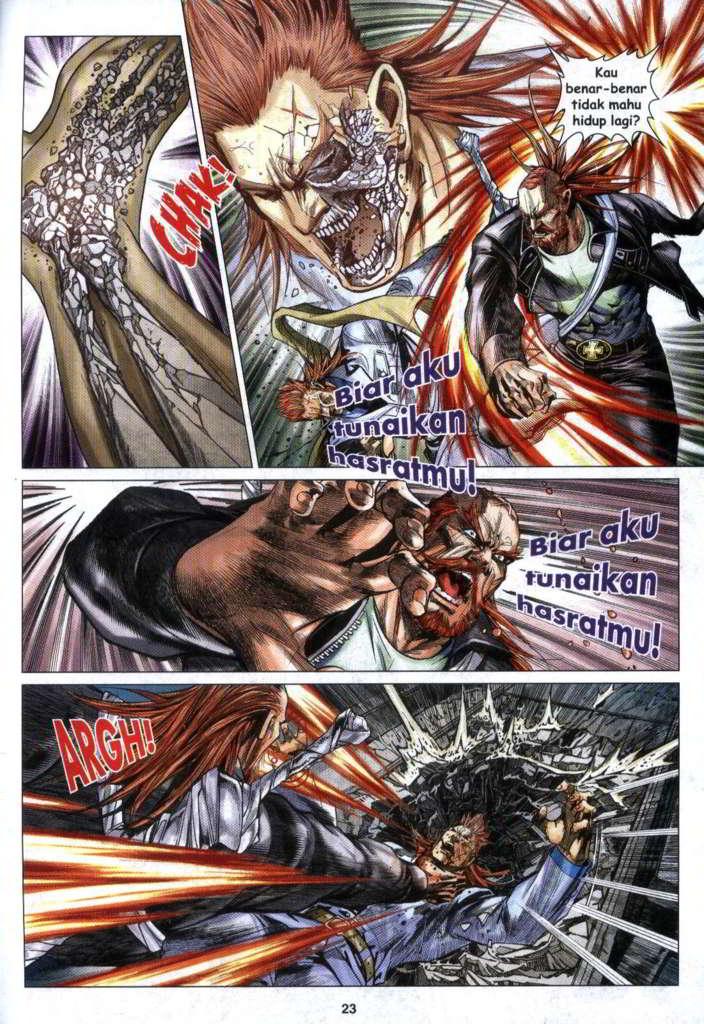 CHAK!
Kau
benar-benar
tidak mahu
hidup lagi?
Biar aku
tunaikan
hasratmu!
Biar aku
tunaikan
hasratmu!
ARGH!
23